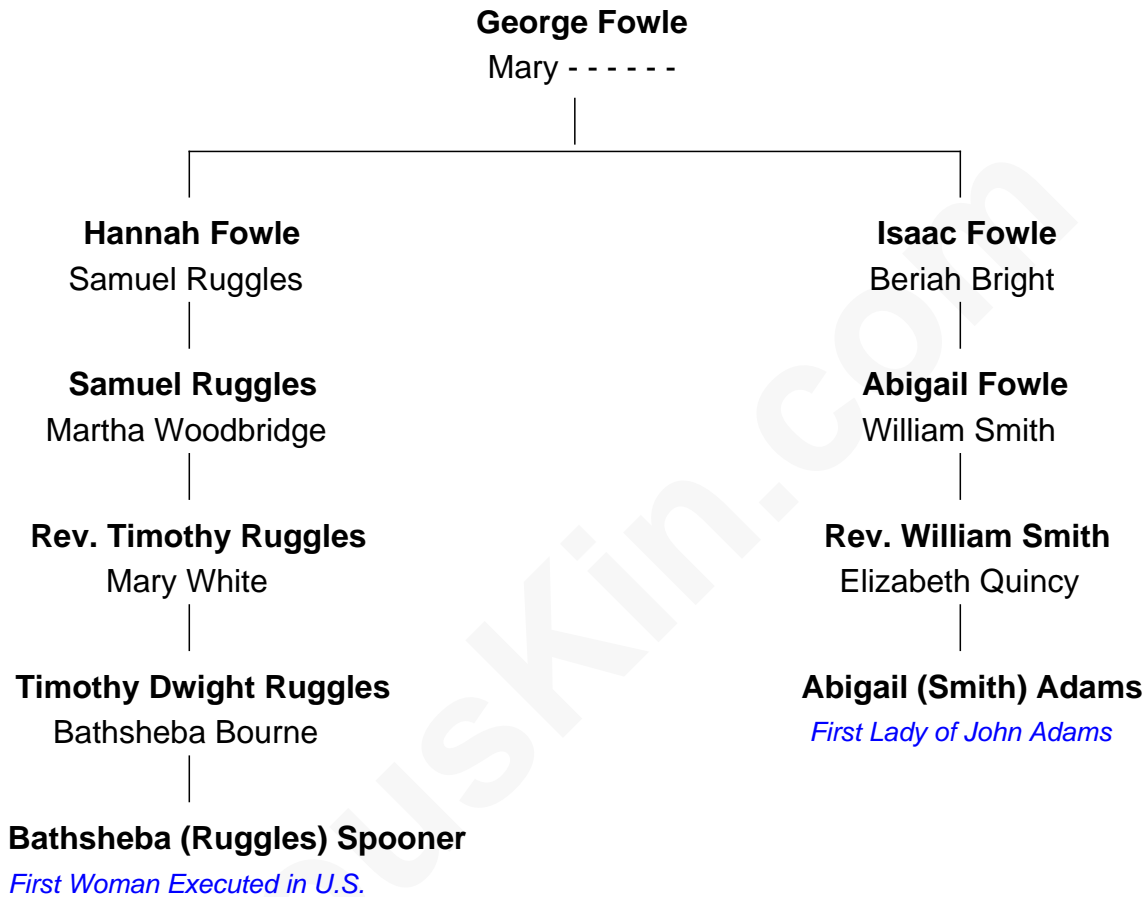 George Fowle
Mary - - - - - -
Hannah Fowle
Samuel Ruggles
Isaac Fowle
Beriah Bright
Samuel Ruggles
Martha Woodbridge
Abigail Fowle
William Smith
Rev. Timothy Ruggles
Mary White
Rev. William Smith
Elizabeth Quincy
Timothy Dwight Ruggles
Bathsheba Bourne
Abigail (Smith) Adams
First Lady of John Adams
Bathsheba (Ruggles) Spooner
First Woman Executed in U.S.
ousKin.com